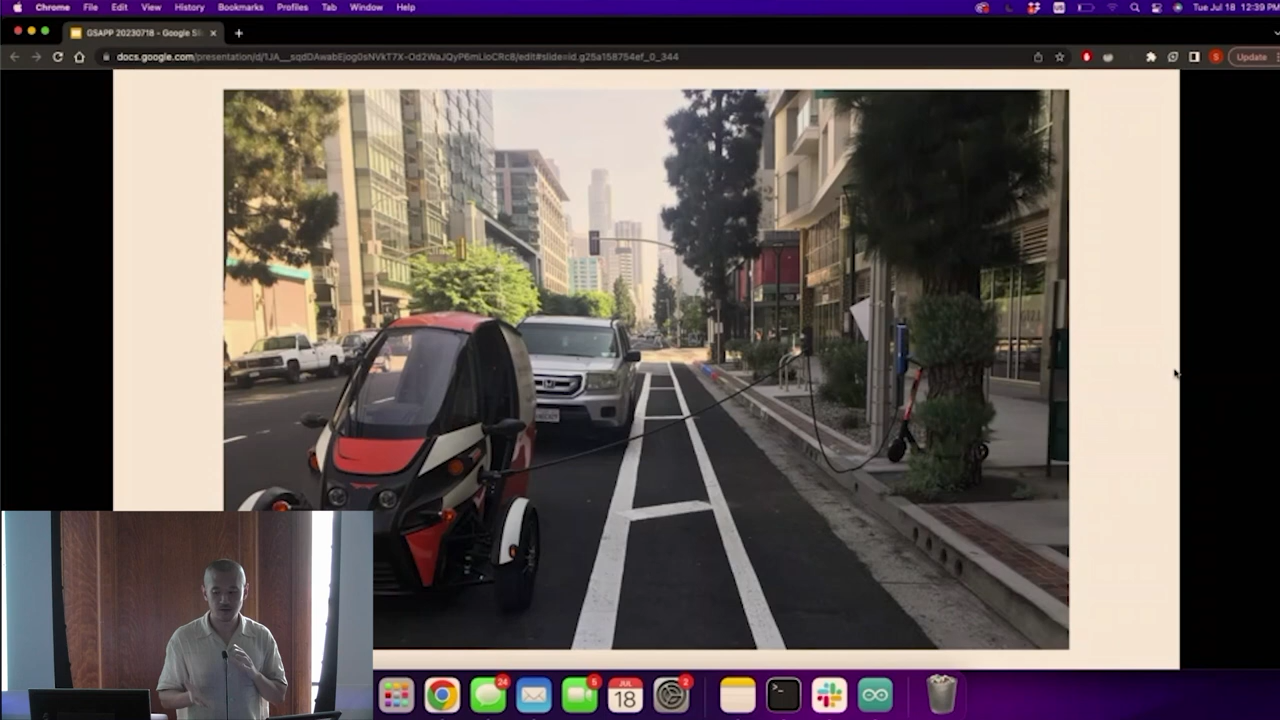 Chrome File Edit View History Bookmarks Profiles Tab Window Help
US
Tue Jul 18 12:39 PM
GSAPP 20230718 - Google Sl
docs.google.com/presentation/d/1JA__sqdDAwabEjog0sNVkT7X-Od2WaJQyP6mLioCRc8/edit#slide=id.g25a158754ef_0_344
S
Update
24
5
JUL
18
2